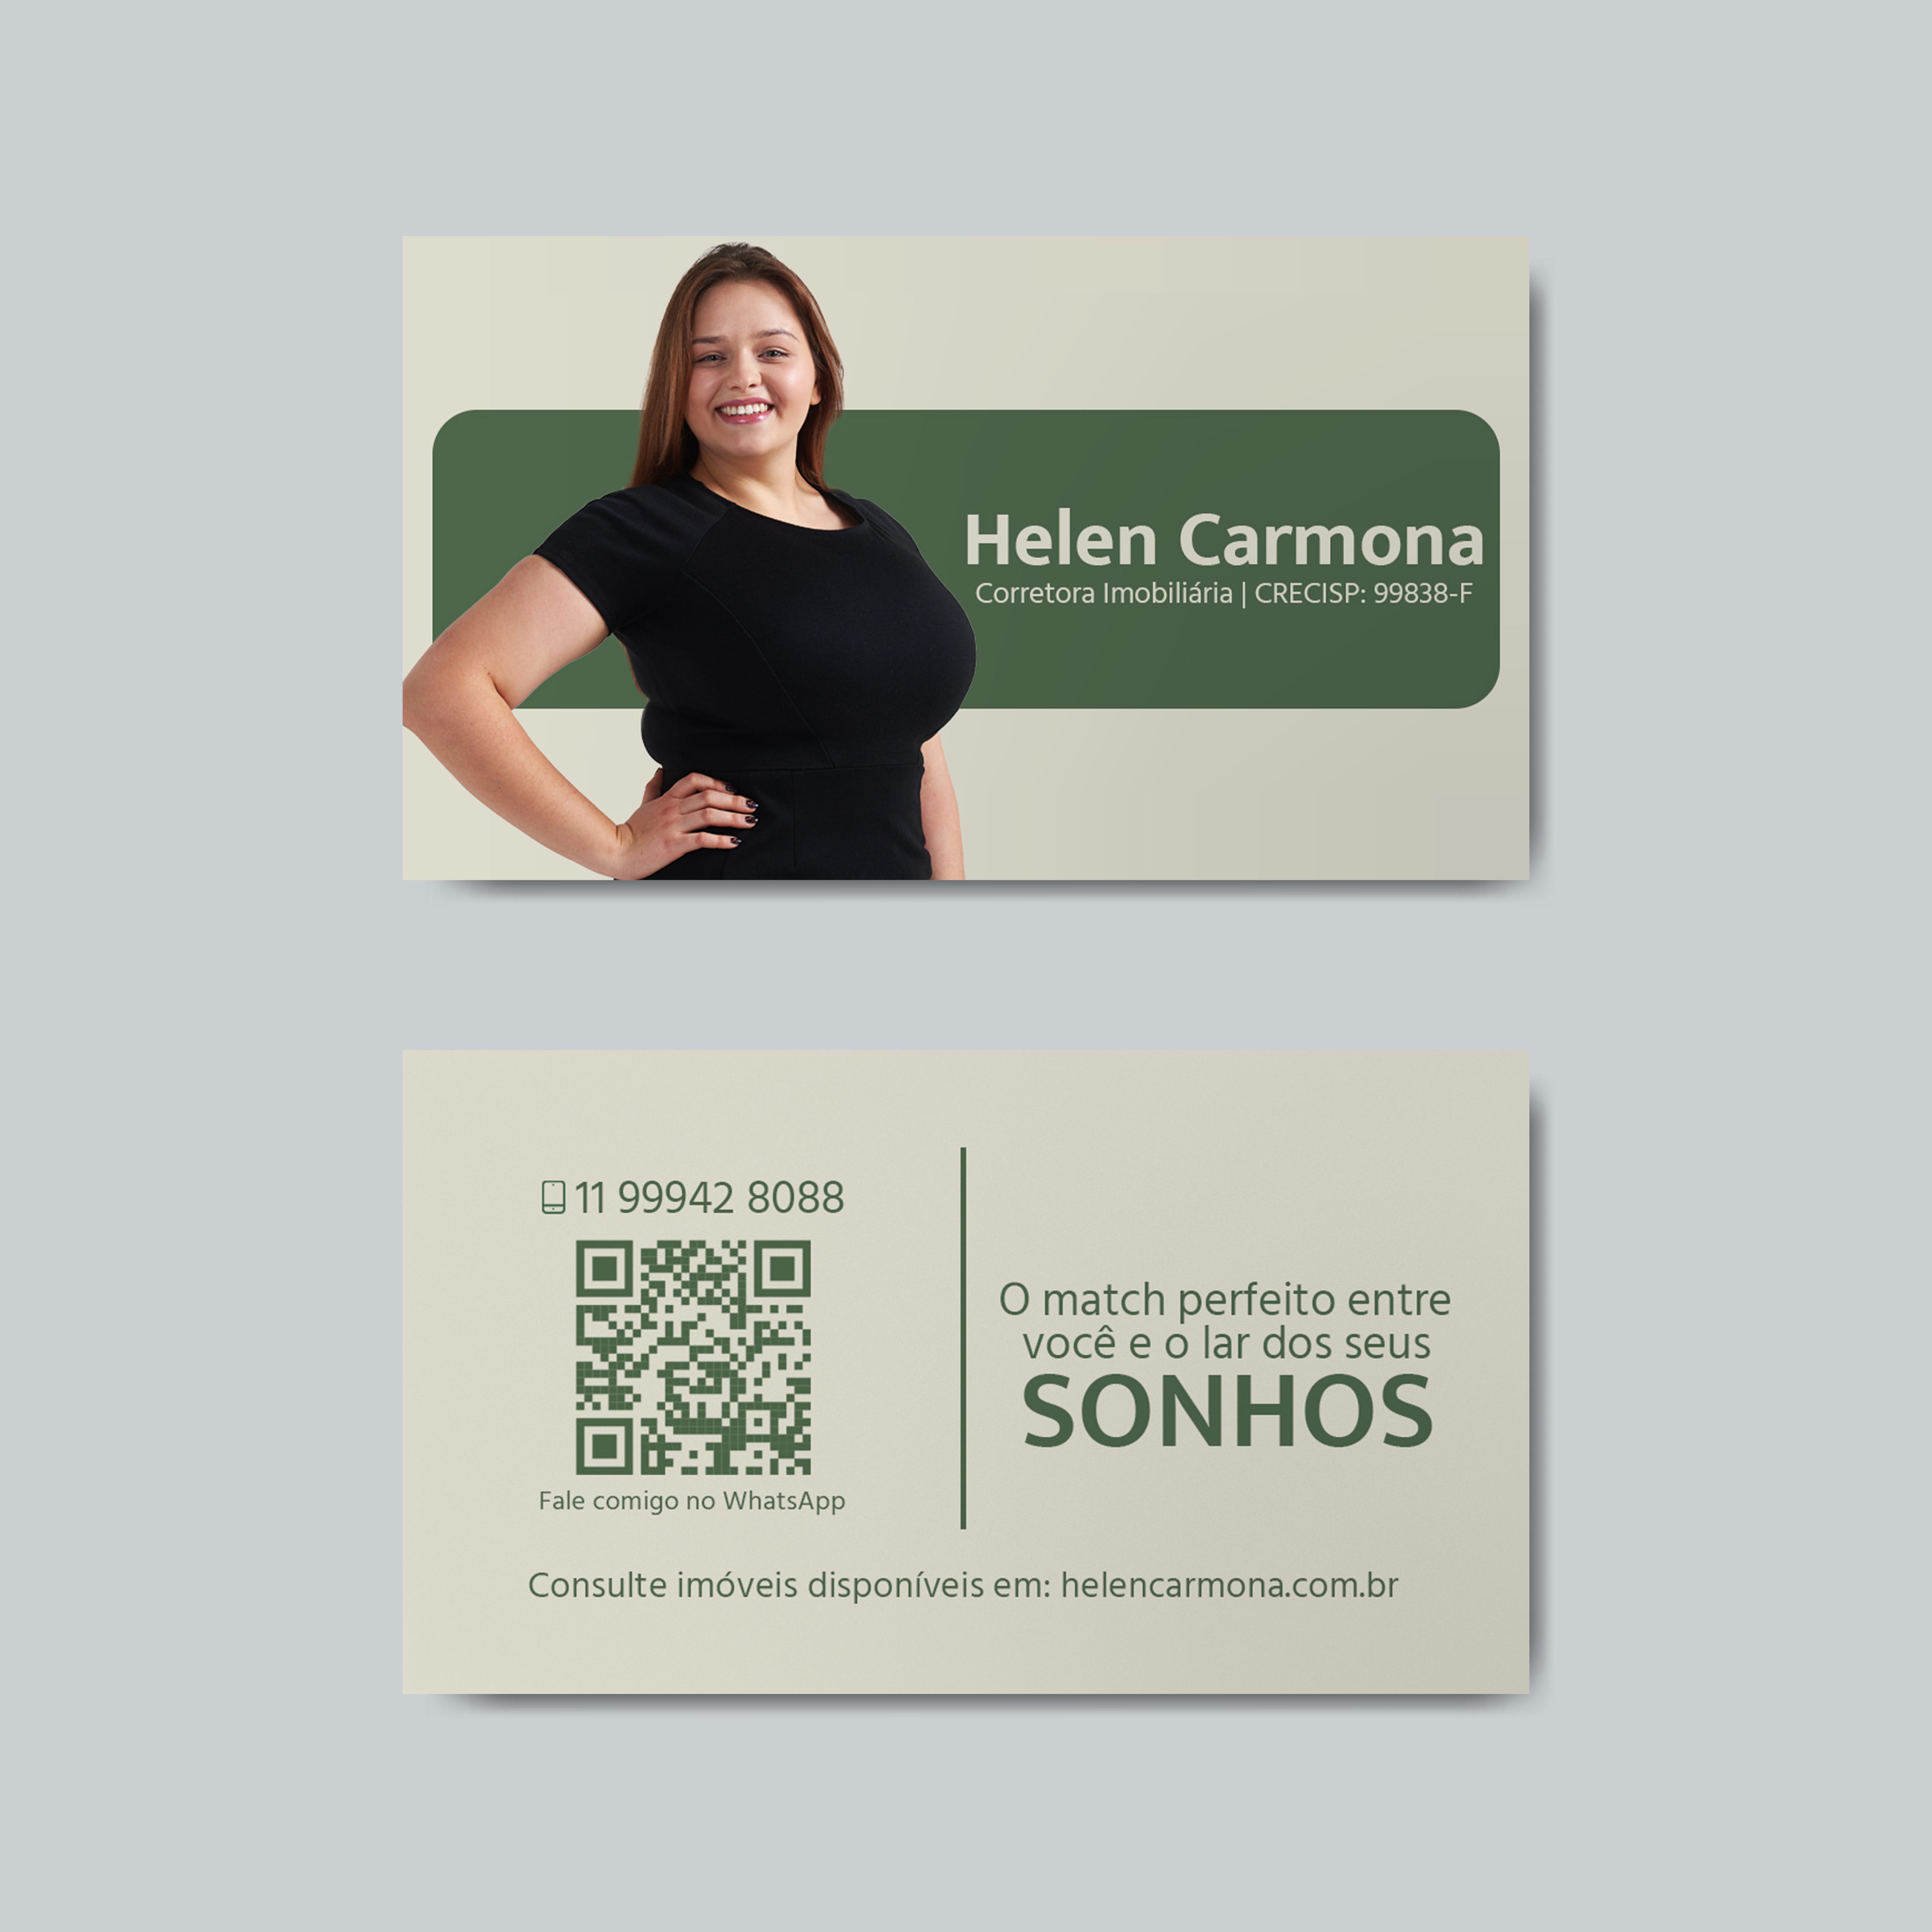 Helen Carmona
Corretora Imobiliária | CRECISP: 99838-F
11 99942 8088
Fale comigo no WhatsApp
O match perfeito entre
você e o lar dos seus
SONHOS
Consulte imóveis disponíveis em: helencarmona.com.br